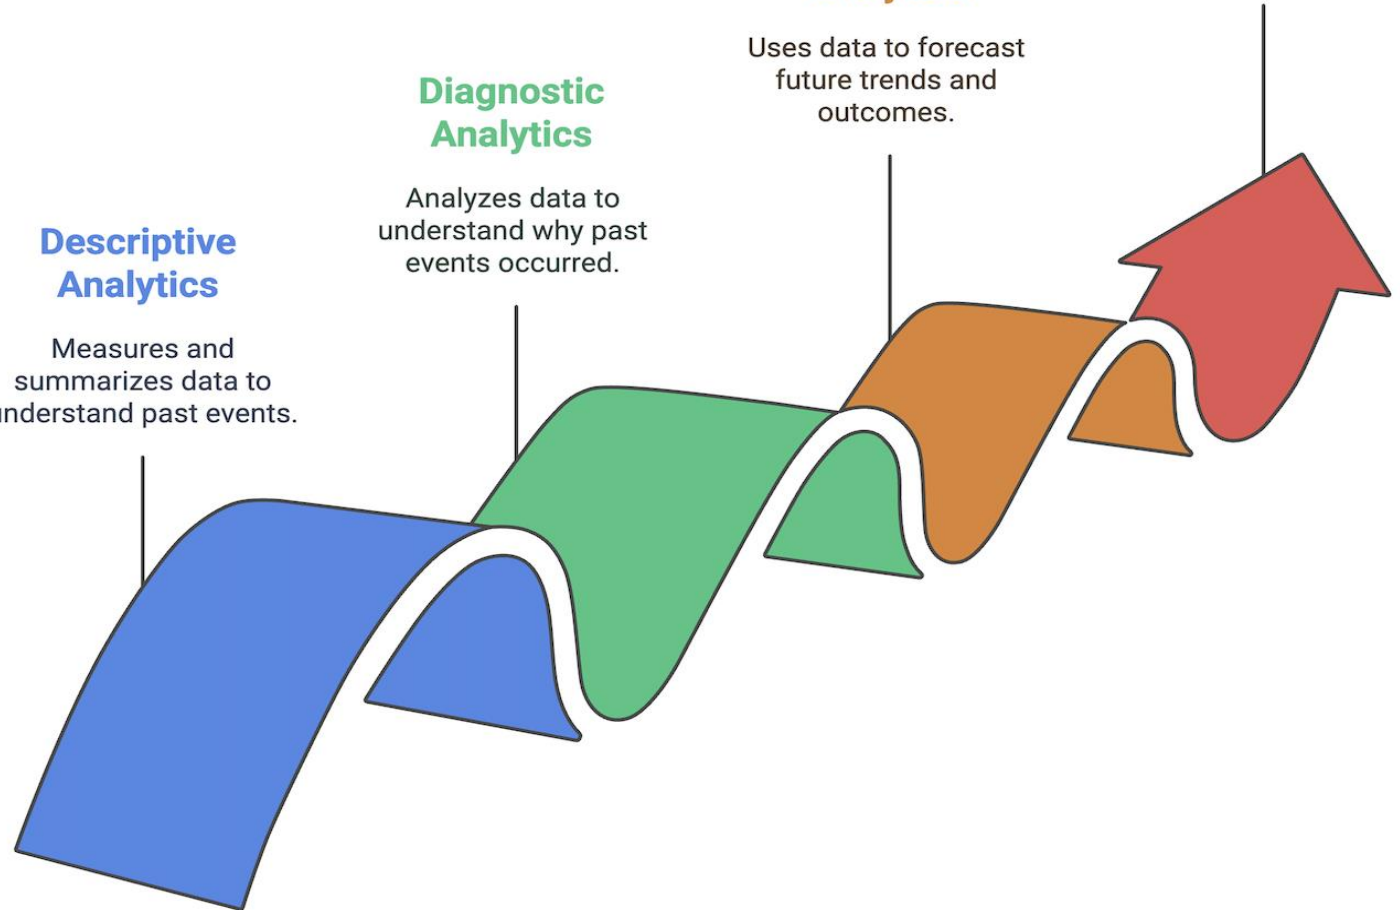 Descriptive
Analytics
Measures and
summarizes data to
understand past events.
Diagnostic
Analytics
Analyzes data to
understand why past
events occurred.
Uses data to forecast
future trends and
outcomes.